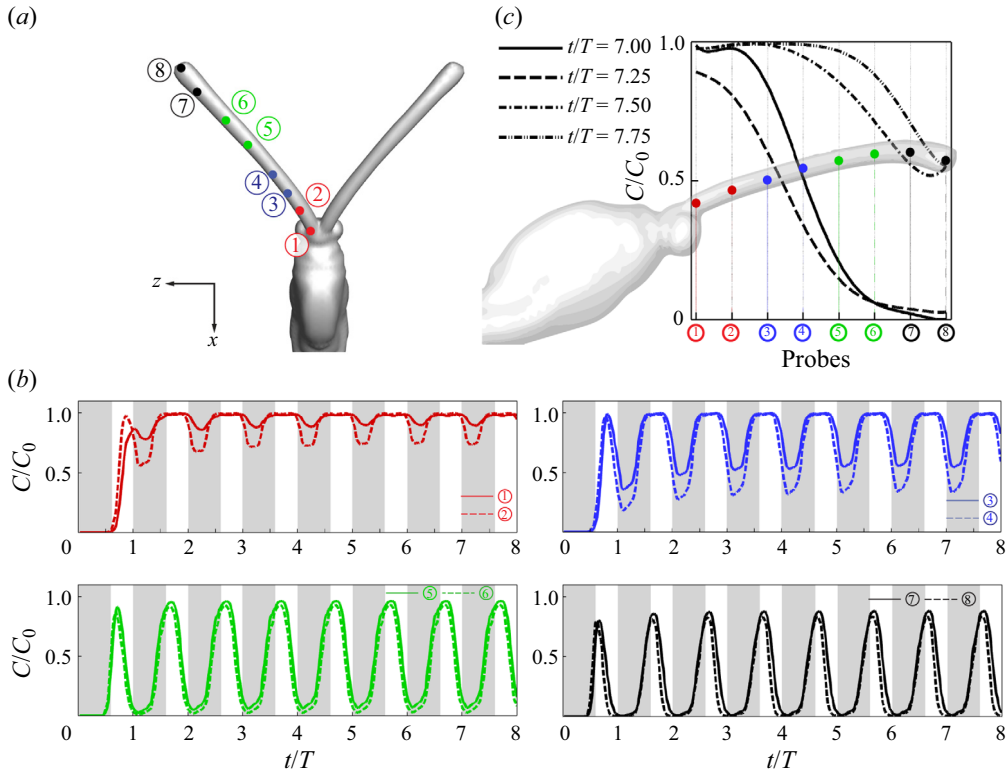 (a)
(c)
⑧
⑦
⑥
⑤
④
③
②
①
z
x
t/T = 7.00
t/T = 7.25
t/T = 7.50
t/T = 7.75
1.0
0.5
0
C/C₀
① ② ③ ④ ⑤ ⑥ ⑦ ⑧
Probes
(b)
C/C₀
1.0
0.5
①
②
0 1 2 3 4 5 6 7 8
1.0
0.5
③
④
0 1 2 3 4 5 6 7 8
C/C₀
1.0
0.5
⑤ ⑥
0 1 2 3 4 5 6 7 8
t/T
1.0
0.5
⑦ ⑧
0 1 2 3 4 5 6 7 8
t/T